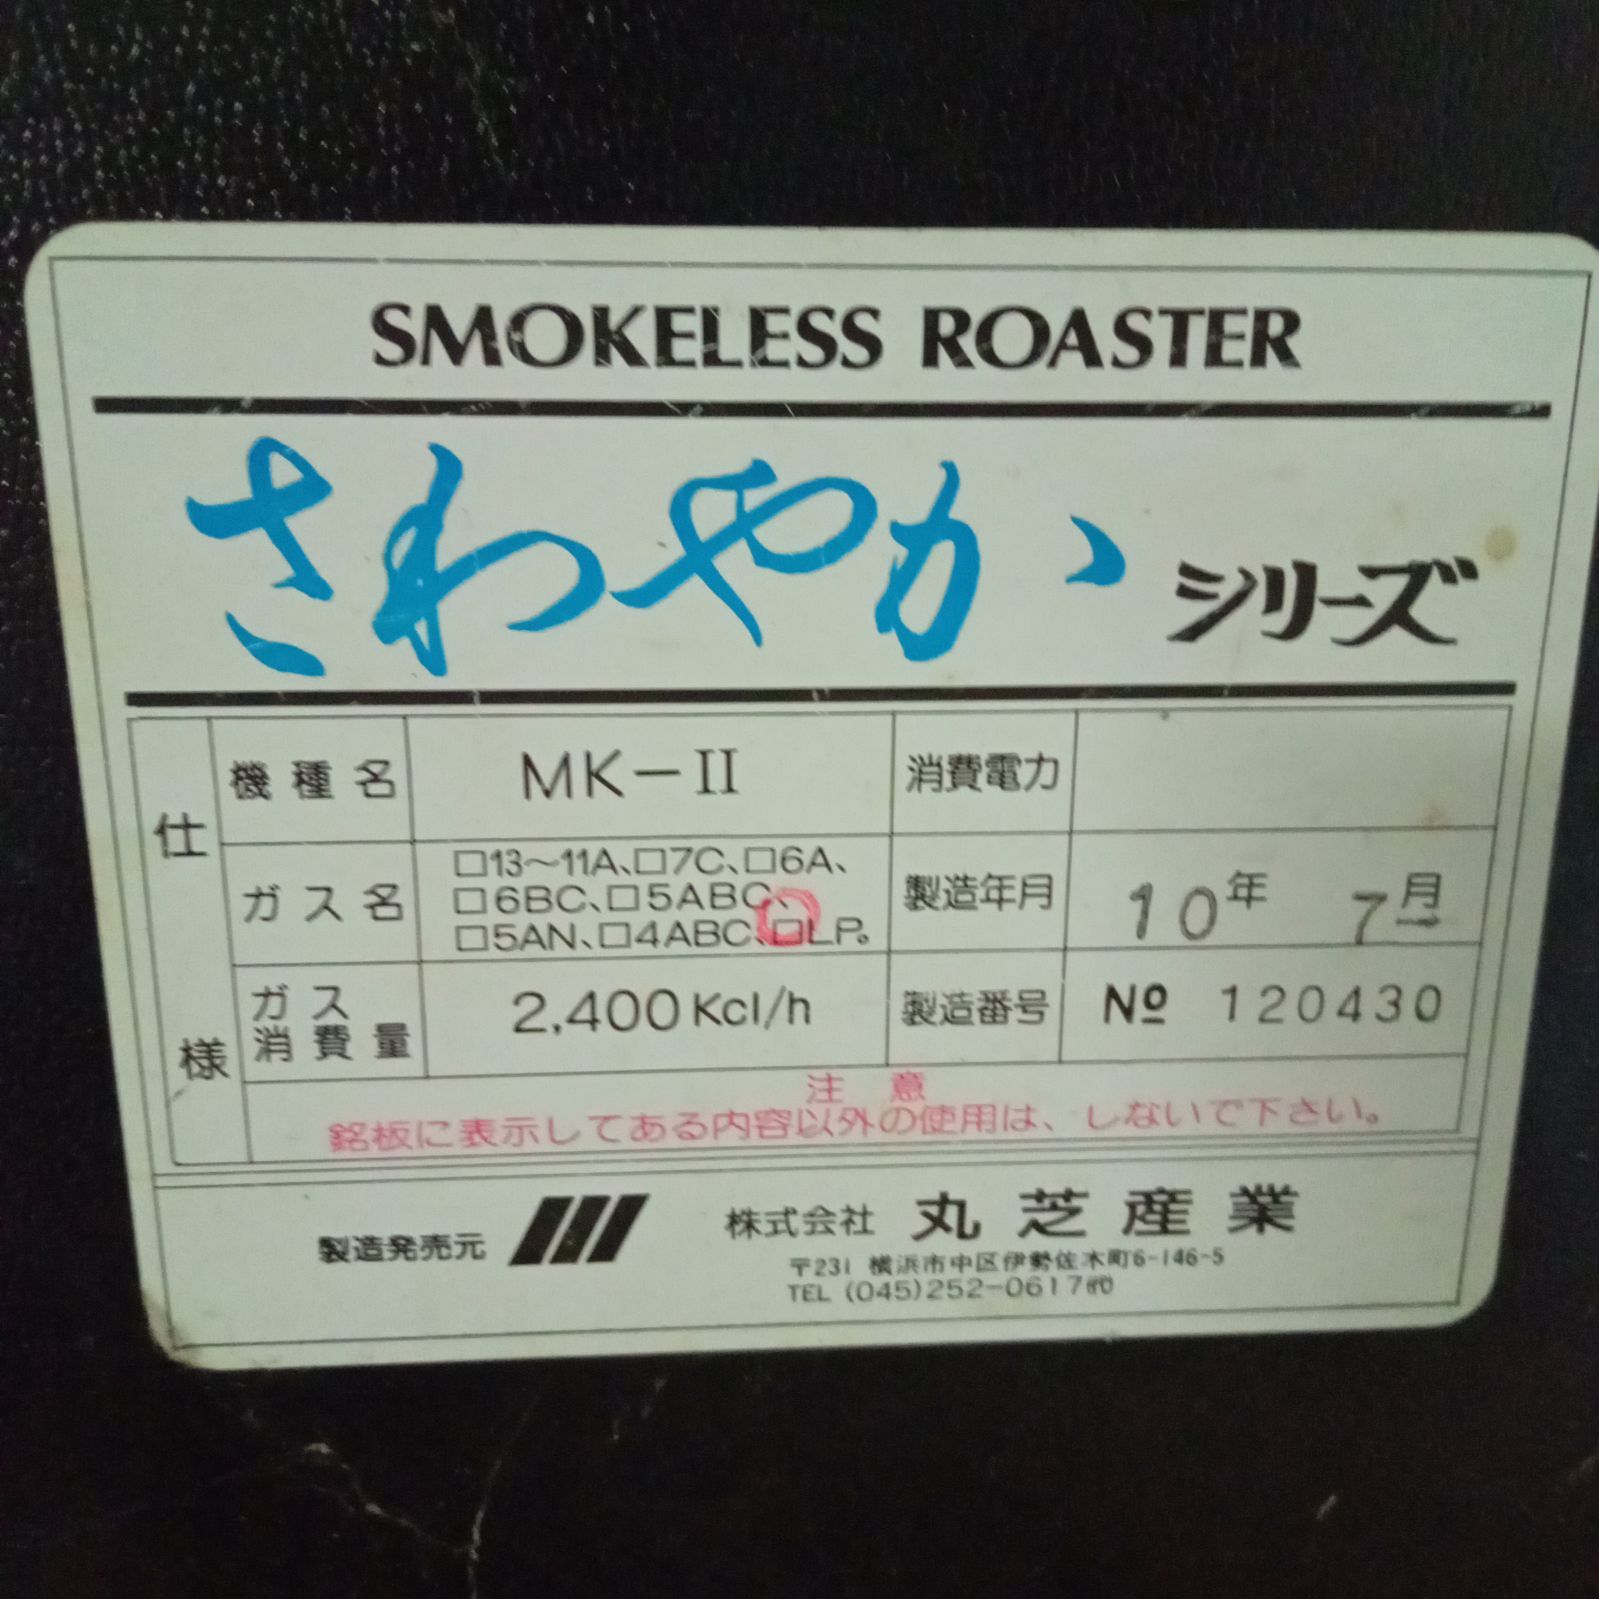 SMOKELESS ROASTER
さわやか シリーズ
仕様
機種名 MK-II 消費電力
ガス名 □13~11A、□7C、□6A、
□6BC、□5ABC、
□5AN、□4ABC、□LP。
製造年月 10年 7月
ガス消費量 2,400Kcl/h 製造番号 № 120430
注意
銘板に表示してある内容以外の使用は、しないで下さい。
製造発売元 株式会社 丸芝産業
〒231 横浜市中区伊勢佐木町6-146-5
TEL (045)252-0617㈹